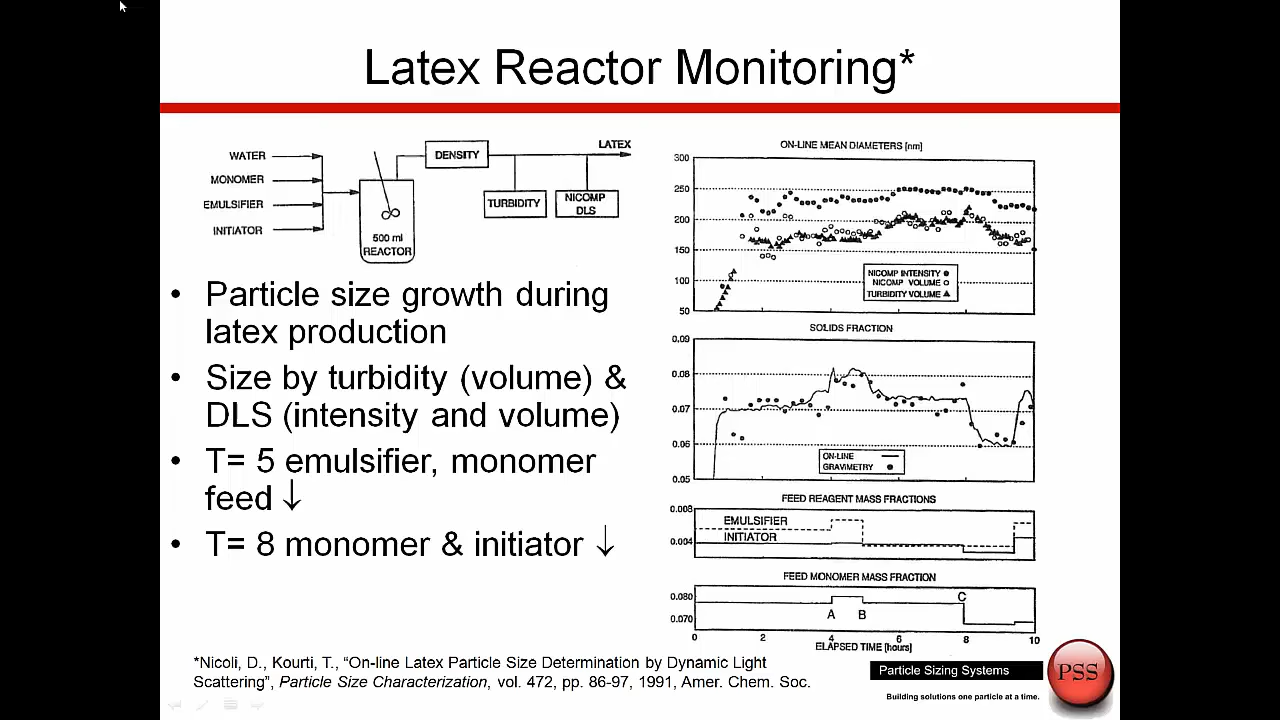 Latex Reactor Monitoring*
WATER
MONOMER
EMULSIFIER
INITIATOR
500 ml
REACTOR
DENSITY
LATEX
TURBIDITY
NICOMP
DLS
• Particle size growth during
latex production
• Size by turbidity (volume) &
DLS (intensity and volume)
• T= 5 emulsifier, monomer
feed ↓
• T= 8 monomer & initiator ↓
ON-LINE MEAN DIAMETERS [nm]
300
250
200
150
100
50
NICOMP INTENSITY ●
NICOMP VOLUME ○
TURBIDITY VOLUME ▲
SOLIDS FRACTION
0.09
0.08
0.07
0.06
0.05
ON-LINE —
GRAVIMETRY ●
FEED REAGENT MASS FRACTIONS
0.008
0.004
EMULSIFIER
INITIATOR
FEED MONOMER MASS FRACTION
0.080
0.070
A B C
0 2 4 6 8 10
ELAPSED TIME [hours]
*Nicoli, D., Kourti, T., “On-line Latex Particle Size Determination by Dynamic Light
Scattering”, Particle Size Characterization, vol. 472, pp. 86-97, 1991, Amer. Chem. Soc.
Particle Sizing Systems
PSS
Building solutions one particle at a time.